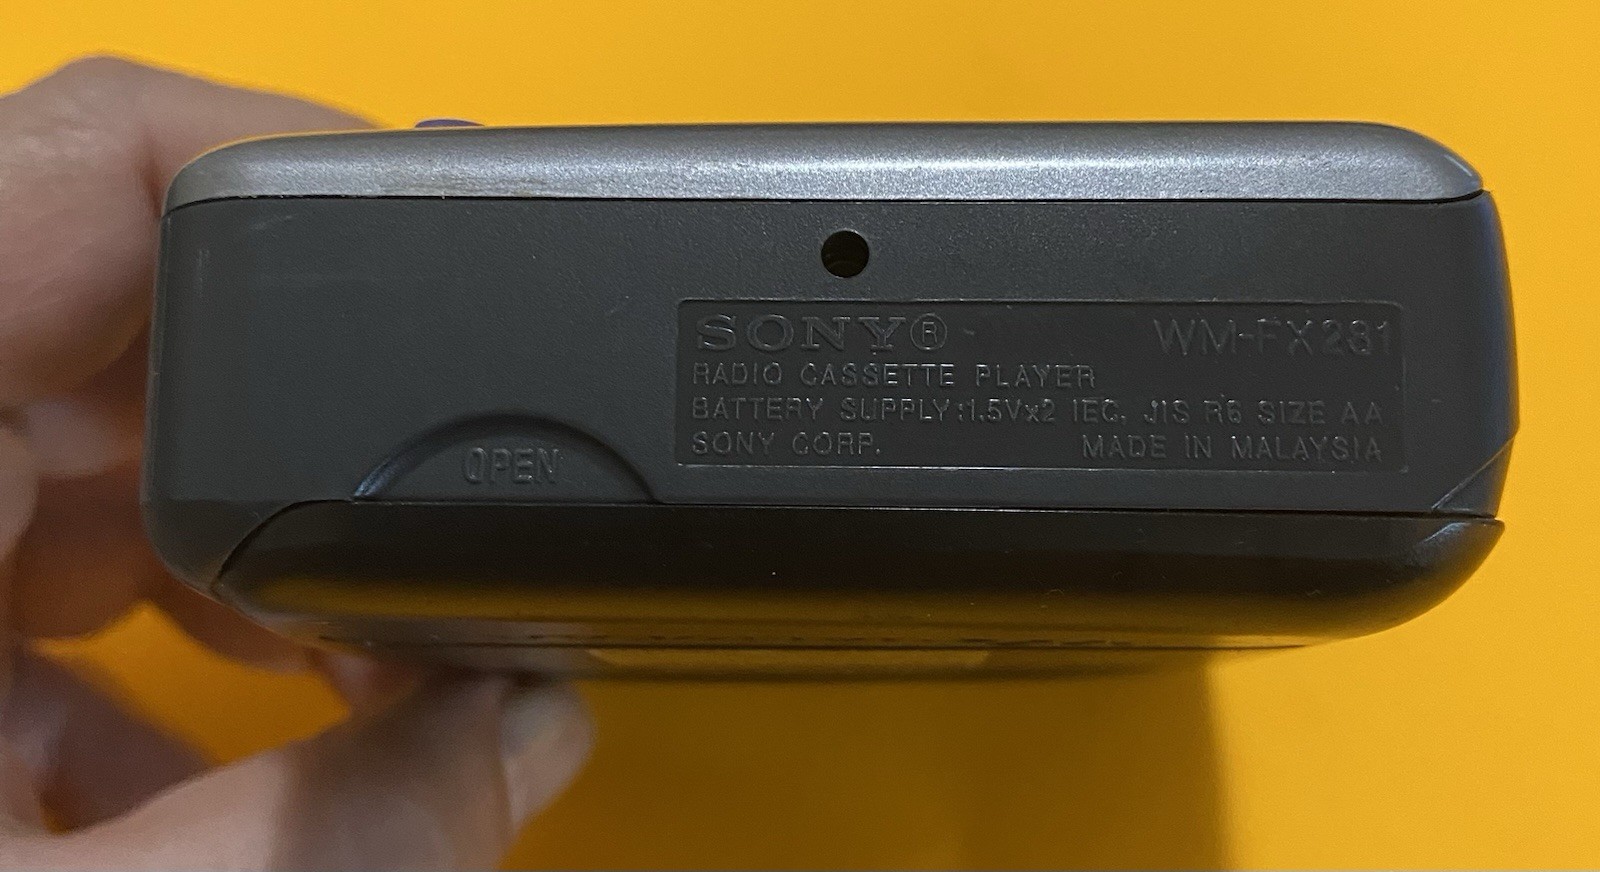 SONY® WM-FX281
RADIO CASSETTE PLAYER
BATTERY SUPPLY:1.5Vx2 IEC, JIS R6 SIZE AA
SONY CORP. MADE IN MALAYSIA
OPEN